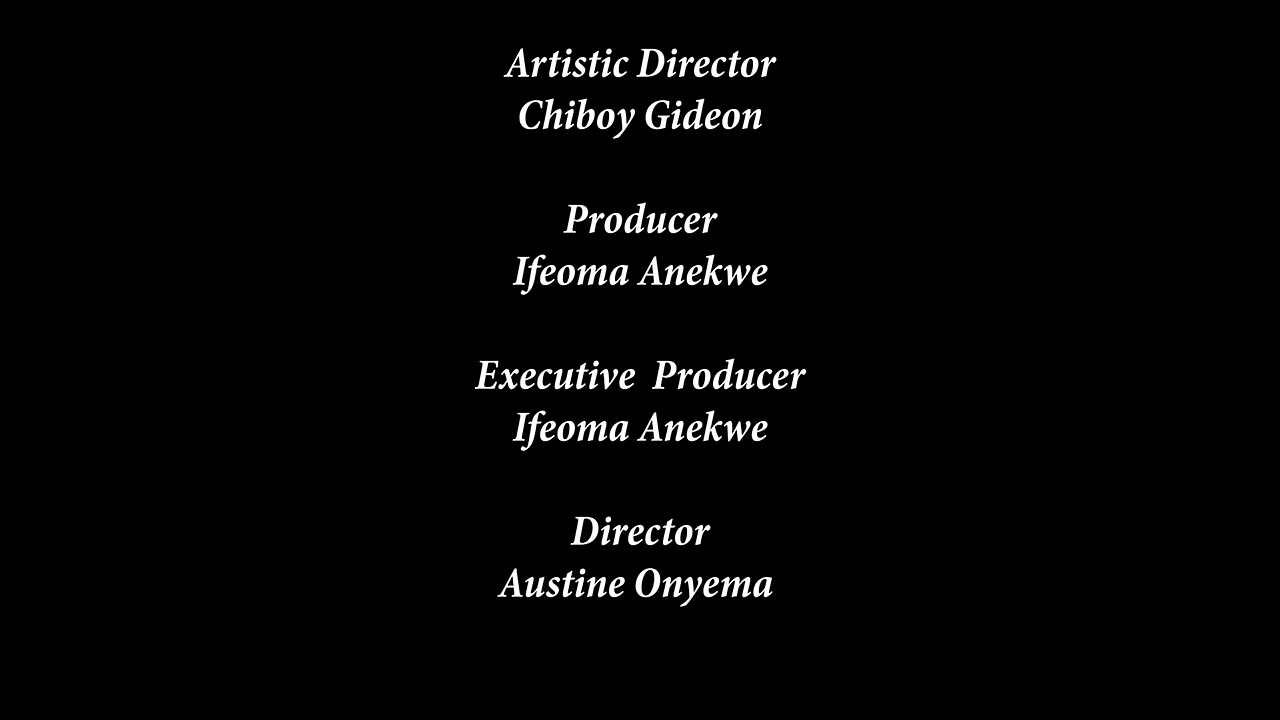 Artistic Director
Chiboy Gideon
Producer
Ifeoma Anekwe
Executive  Producer
Ifeoma Anekwe
Director
Austine Onyema